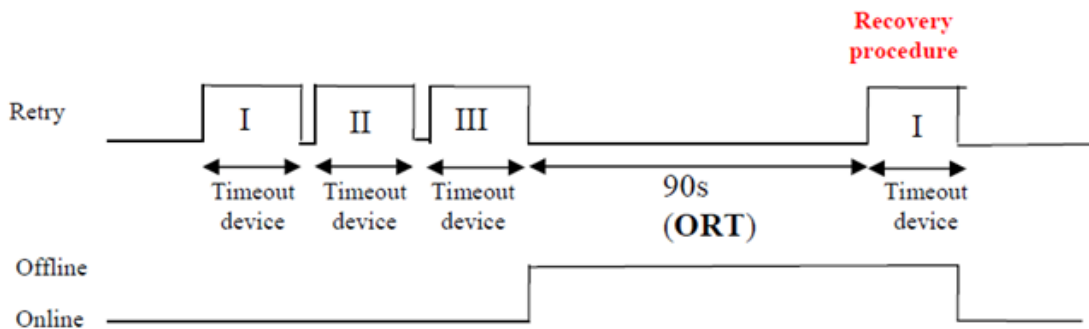 Recovery
procedure
Retry
I
II
III
I
Timeout
device
Timeout
device
Timeout
device
90s
(ORT)
Timeout
device
Offline
Online